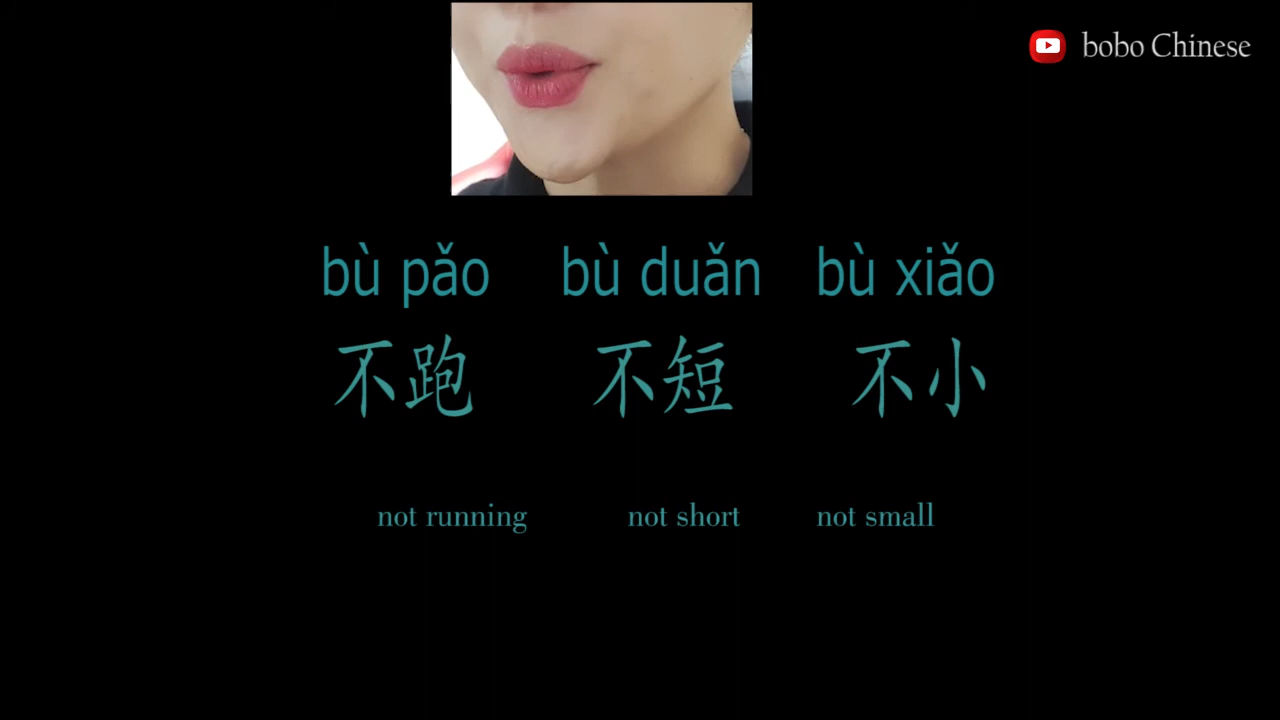 bobo Chinese
bù pǎo bù duǎn bù xiǎo
不跑 不短 不小
not running not short not small